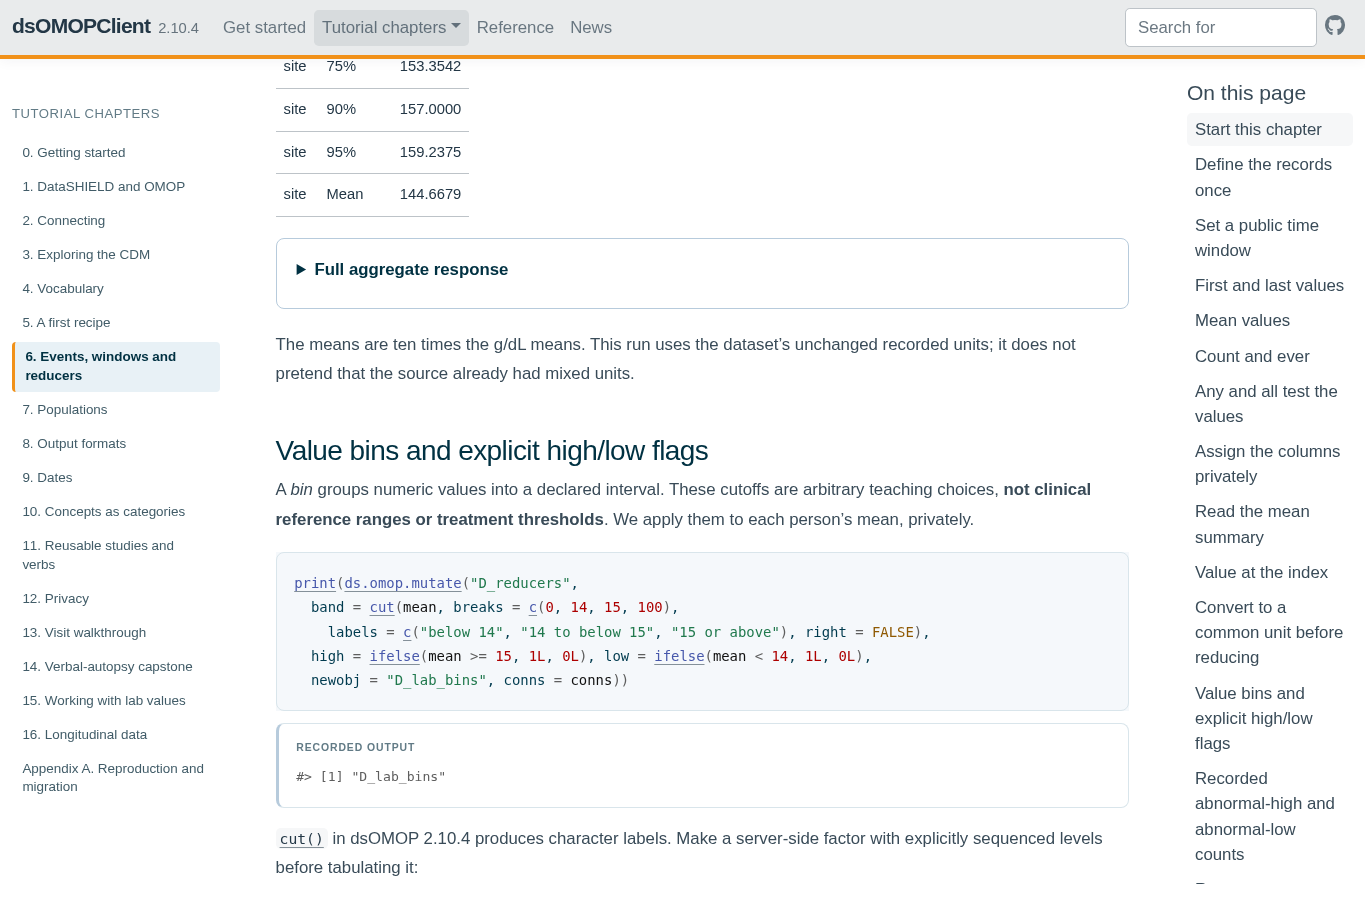 dsOMOPClient 2.10.4 Get started Tutorial chapters Reference News Search for
TUTORIAL CHAPTERS
0. Getting started
1. DataSHIELD and OMOP
2. Connecting
3. Exploring the CDM
4. Vocabulary
5. A first recipe
6. Events, windows and
reducers
7. Populations
8. Output formats
9. Dates
10. Concepts as categories
11. Reusable studies and
verbs
12. Privacy
13. Visit walkthrough
14. Verbal-autopsy capstone
15. Working with lab values
16. Longitudinal data
Appendix A. Reproduction and
migration
site 75% 153.3542
site 90% 157.0000
site 95% 159.2375
site Mean 144.6679
Full aggregate response
The means are ten times the g/dL means. This run uses the dataset’s unchanged recorded units; it does not
pretend that the source already had mixed units.
Value bins and explicit high/low flags
A bin groups numeric values into a declared interval. These cutoffs are arbitrary teaching choices, not clinical
reference ranges or treatment thresholds. We apply them to each person’s mean, privately.
print(ds.omop.mutate("D_reducers",
band = cut(mean, breaks = c(0, 14, 15, 100),
labels = c("below 14", "14 to below 15", "15 or above"), right = FALSE),
high = ifelse(mean >= 15, 1L, 0L), low = ifelse(mean < 14, 1L, 0L),
newobj = "D_lab_bins", conns = conns))
RECORDED OUTPUT
#> [1] "D_lab_bins"
cut() in dsOMOP 2.10.4 produces character labels. Make a server-side factor with explicitly sequenced levels
before tabulating it:
On this page
Start this chapter
Define the records
once
Set a public time
window
First and last values
Mean values
Count and ever
Any and all test the
values
Assign the columns
privately
Read the mean
summary
Value at the index
Convert to a
common unit before
reducing
Value bins and
explicit high/low
flags
Recorded
abnormal-high and
abnormal-low
counts